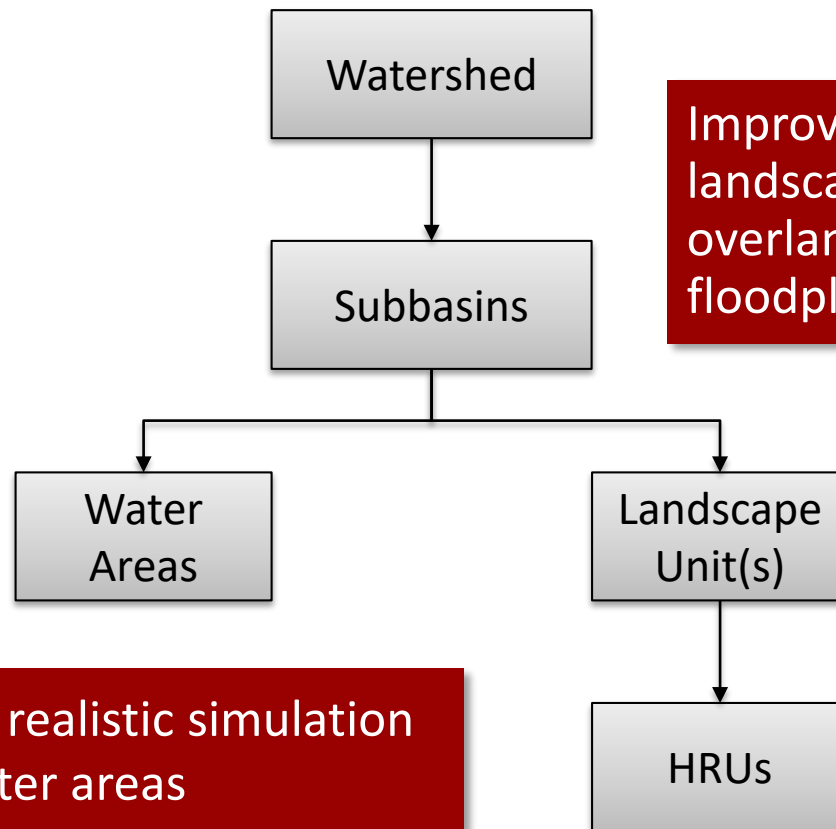 Watershed
Improv
landsca
overlan
floodpl
Subbasins
Water
Areas
Landscape
Unit(s)
realistic simulation
ter areas
HRUs